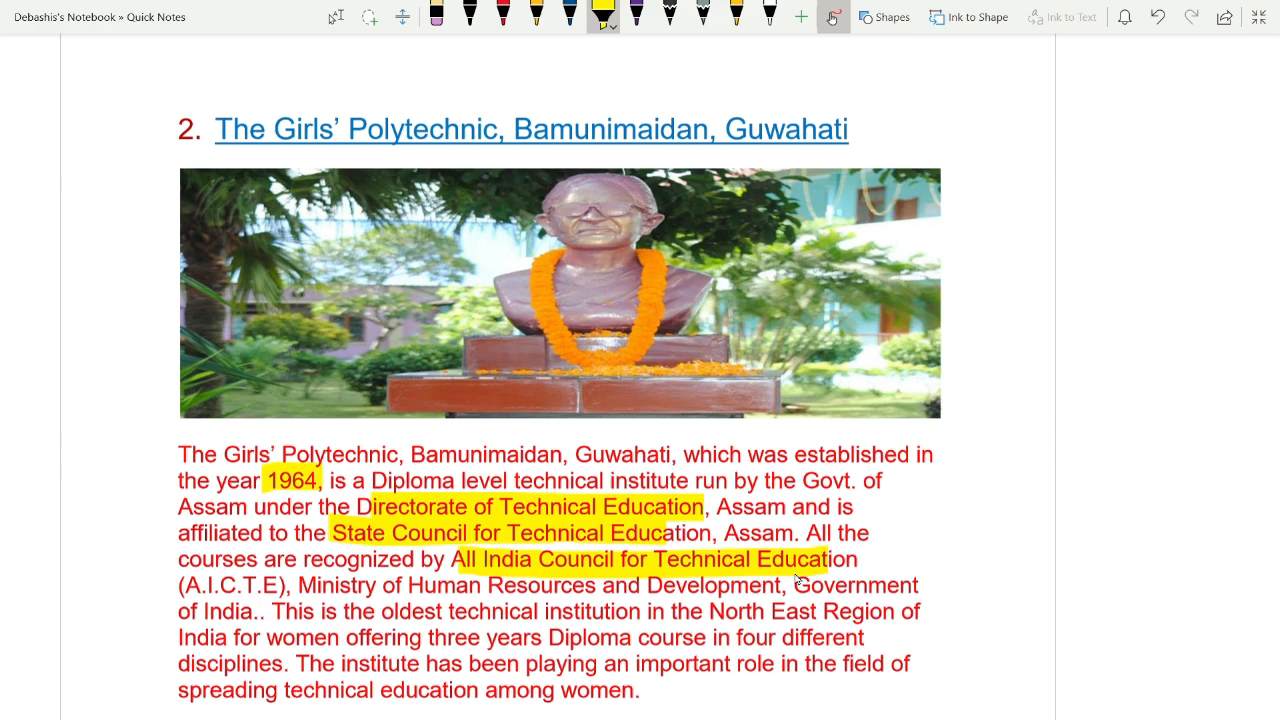 Debashis's Notebook » Quick Notes
Shapes
Ink to Shape
Ink to Text
2. The Girls’ Polytechnic, Bamunimaidan, Guwahati
The Girls’ Polytechnic, Bamunimaidan, Guwahati, which was established in
the year 1964, is a Diploma level technical institute run by the Govt. of
Assam under the Directorate of Technical Education, Assam and is
affiliated to the State Council for Technical Education, Assam. All the
courses are recognized by All India Council for Technical Education
(A.I.C.T.E), Ministry of Human Resources and Development, Government
of India.. This is the oldest technical institution in the North East Region of
India for women offering three years Diploma course in four different
disciplines. The institute has been playing an important role in the field of
spreading technical education among women.